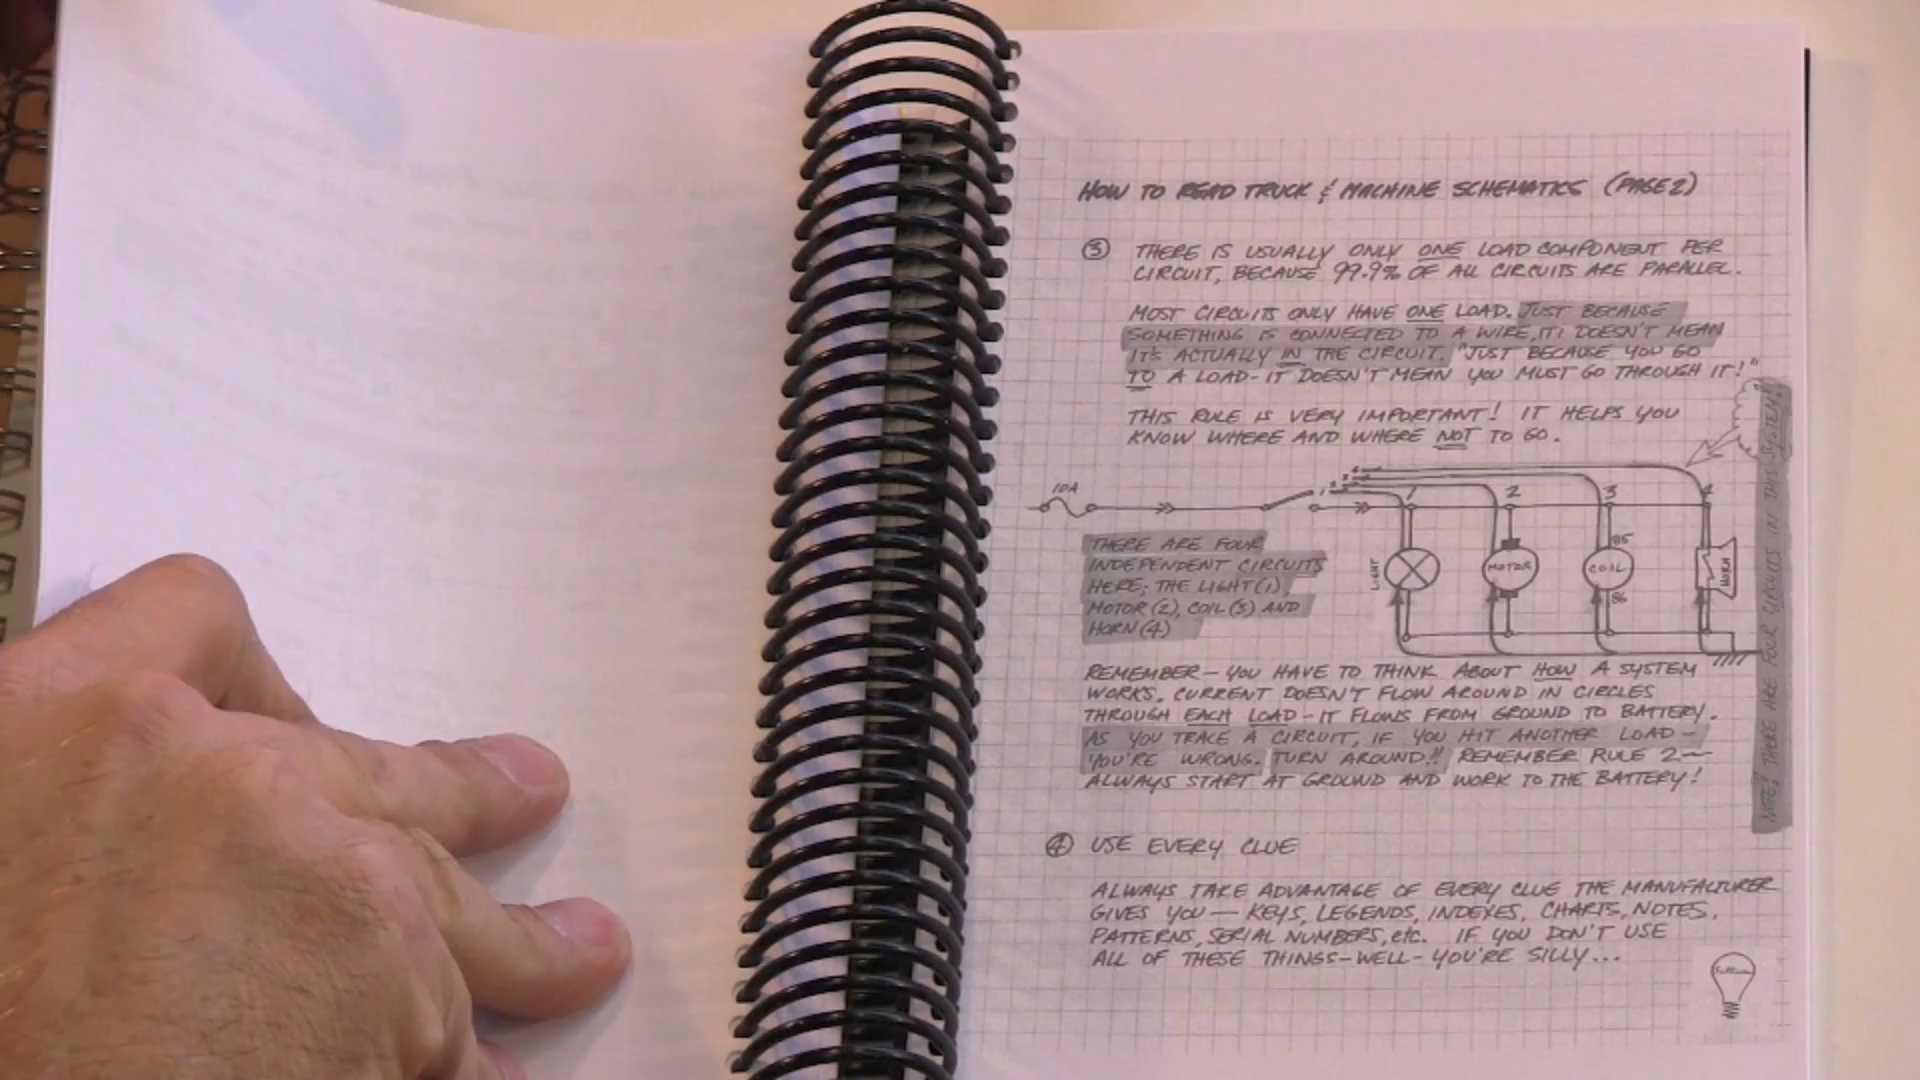 HOW TO READ TRUCK & MACHINE SCHEMATICS (PAGE 2)
③ THERE IS USUALLY ONLY ONE LOAD COMPONENT PER
CIRCUIT, BECAUSE 99.9% OF ALL CIRCUITS ARE PARALLEL.
MOST CIRCUITS ONLY HAVE ONE LOAD. JUST BECAUSE
SOMETHING IS CONNECTED TO A WIRE, IT DOESN'T MEAN
IT'S ACTUALLY IN THE CIRCUIT. "JUST BECAUSE YOU GO
TO A LOAD - IT DOESN'T MEAN YOU MUST GO THROUGH IT!"
THIS RULE IS VERY IMPORTANT! IT HELPS YOU
KNOW WHERE AND WHERE NOT TO GO.
10A
1 2 3 4
THERE ARE FOUR
INDEPENDENT CIRCUITS
HERE; THE LIGHT (1),
MOTOR (2), COIL (3) AND
HORN (4)
LIGHT
MOTOR
85
COIL
86
HORN
NOTE! THERE ARE FOUR CIRCUITS IN THIS SYSTEM!
REMEMBER - YOU HAVE TO THINK ABOUT HOW A SYSTEM
WORKS. CURRENT DOESN'T FLOW AROUND IN CIRCLES
THROUGH EACH LOAD - IT FLOWS FROM GROUND TO BATTERY.
AS YOU TRACE A CIRCUIT, IF YOU HIT ANOTHER LOAD -
YOU'RE WRONG. TURN AROUND!! REMEMBER RULE 2 —
ALWAYS START AT GROUND AND WORK TO THE BATTERY!
④ USE EVERY CLUE
ALWAYS TAKE ADVANTAGE OF EVERY CLUE THE MANUFACTURER
GIVES YOU — KEYS, LEGENDS, INDEXES, CHARTS, NOTES,
PATTERNS, SERIAL NUMBERS, etc. IF YOU DON'T USE
ALL OF THESE THINGS - WELL - YOU'RE SILLY...
Sullivan